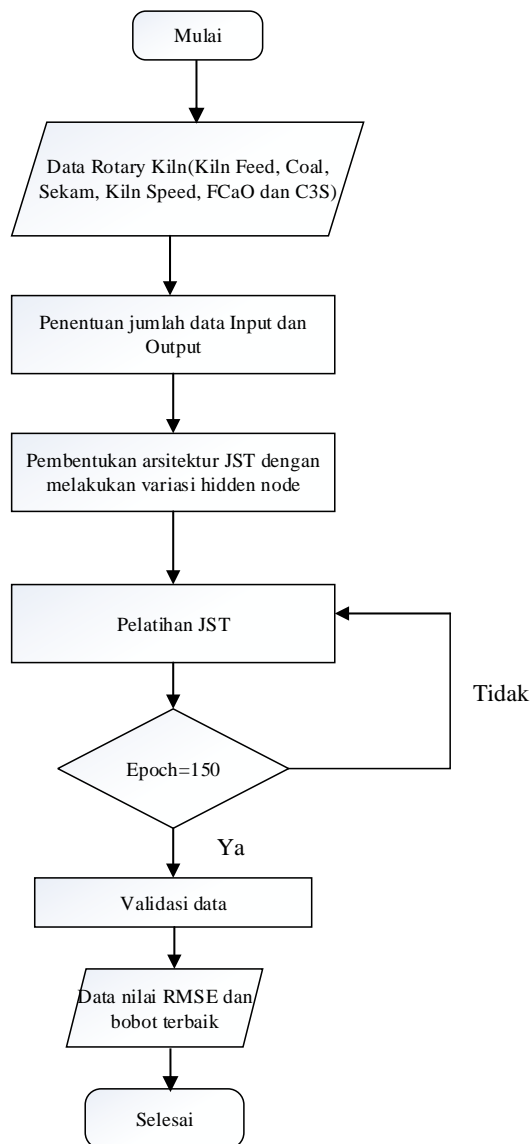 Mulai
Data Rotary Kiln(Kiln Feed, Coal,
Sekam, Kiln Speed, FCaO dan C3S)
Penentuan jumlah data Input dan
Output
Pembentukan arsitektur JST dengan
melakukan variasi hidden node
Pelatihan JST
Tidak
Epoch=150
Ya
Validasi data
Data nilai RMSE dan
bobot terbaik
Selesai